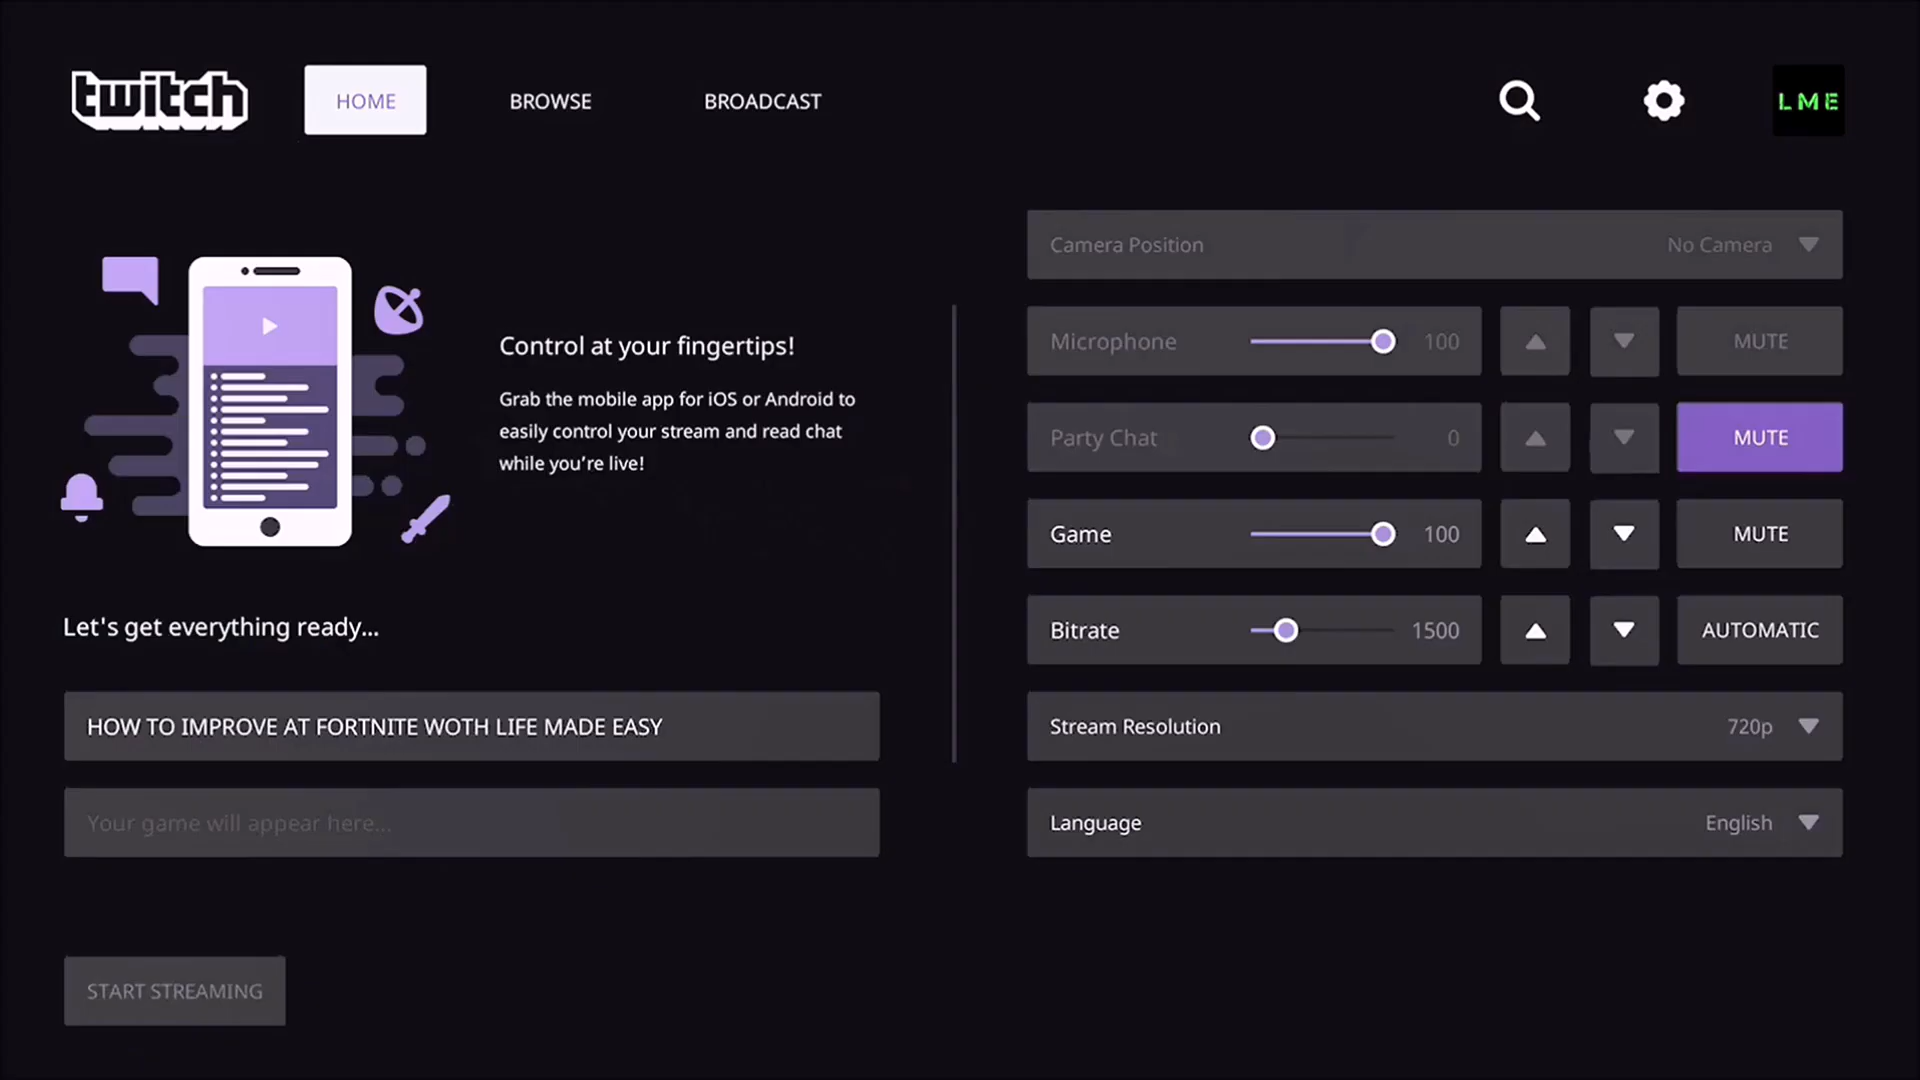 twitch
HOME
BROWSE
BROADCAST
LME
Control at your fingertips!
Grab the mobile app for iOS or Android to
easily control your stream and read chat
while you're live!
Let's get everything ready...
HOW TO IMPROVE AT FORTNITE WOTH LIFE MADE EASY
Your game will appear here...
START STREAMING
Camera Position No Camera
Microphone 100 MUTE
Party Chat 0 MUTE
Game 100 MUTE
Bitrate 1500 AUTOMATIC
Stream Resolution 720p
Language English